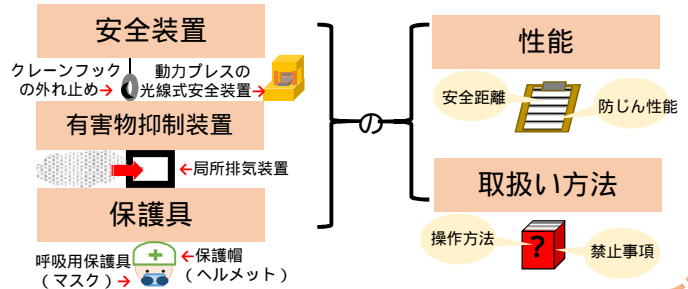 安全装置
クレーンフック
の外れ止め→
動力プレスの
光線式安全装置→
有害物抑制装置
←局所排気装置
保護具
呼吸用保護具
（マスク）→
←保護帽
（ヘルメット）
の
性能
安全距離
防じん性能
取扱い方法
操作方法
?
禁止事項